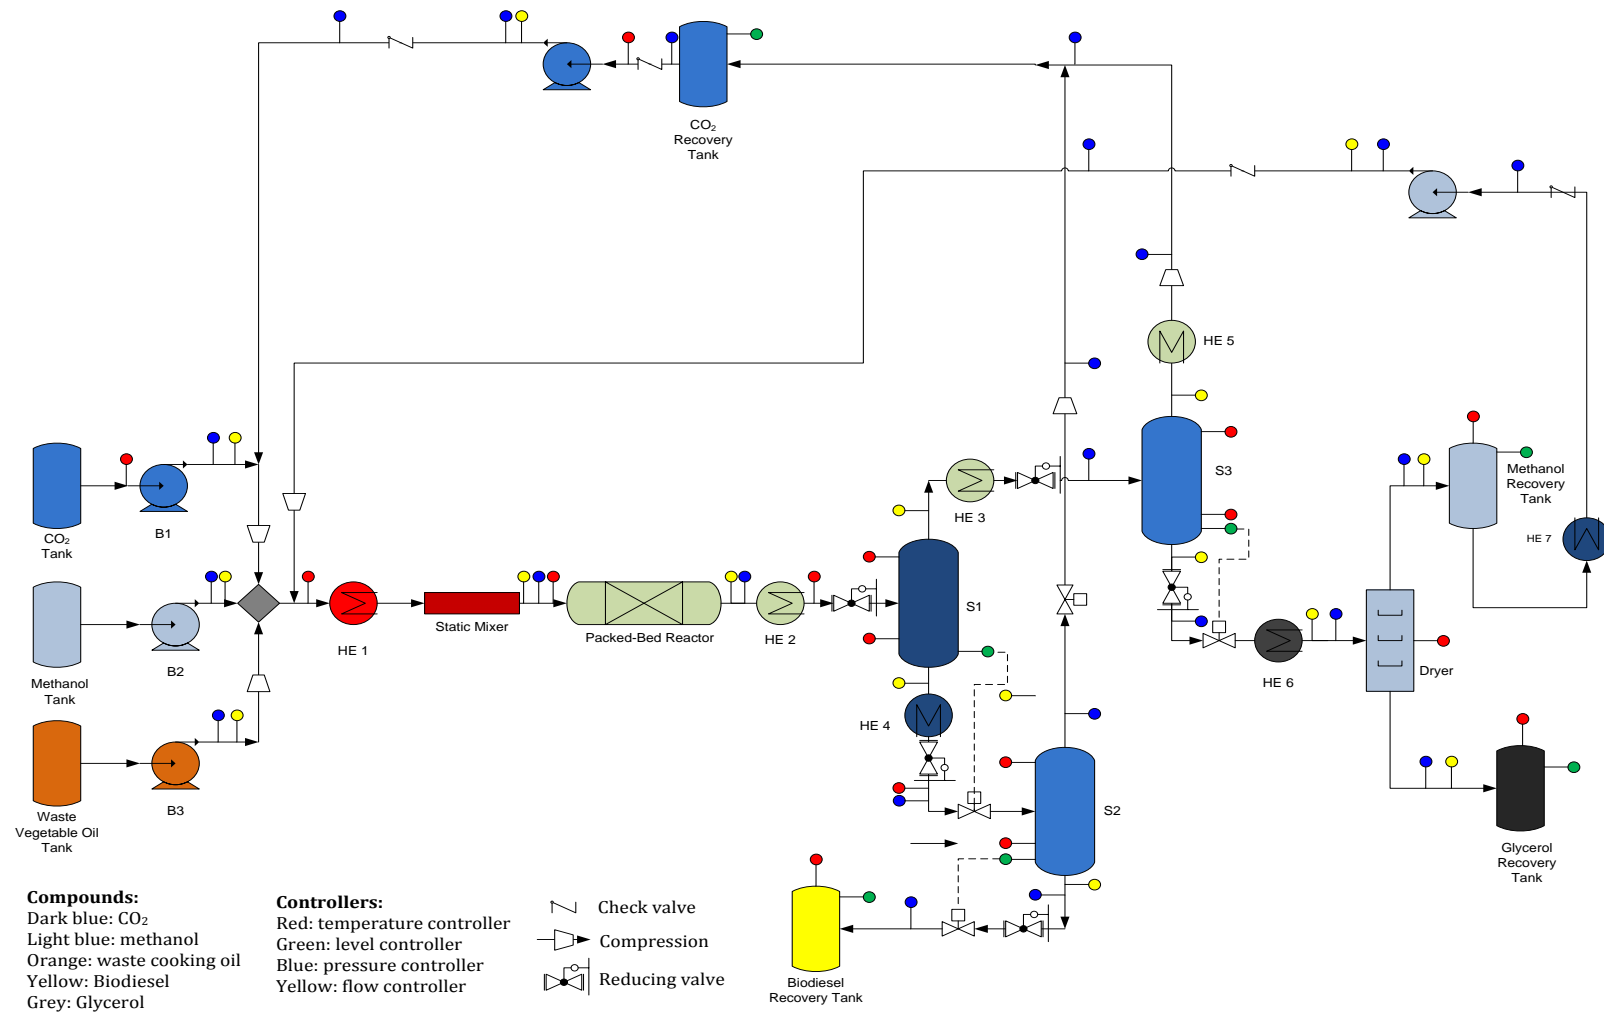 CO₂
Recovery
Tank
HE 5
CO₂
Tank
B1
S3
Methanol
Recovery
Tank
HE 3
HE 7
Methanol
Tank
B2
HE 1
Static Mixer
Packed-Bed Reactor
HE 2
S1
HE 4
HE 6
Dryer
Waste
Vegetable Oil
Tank
B3
S2
Glycerol
Recovery
Tank
Biodiesel
Recovery Tank
Compounds:
Dark blue: CO₂
Light blue: methanol
Orange: waste cooking oil
Yellow: Biodiesel
Grey: Glycerol
Controllers:
Red: temperature controller
Green: level controller
Blue: pressure controller
Yellow: flow controller
Check valve
Compression
Reducing valve